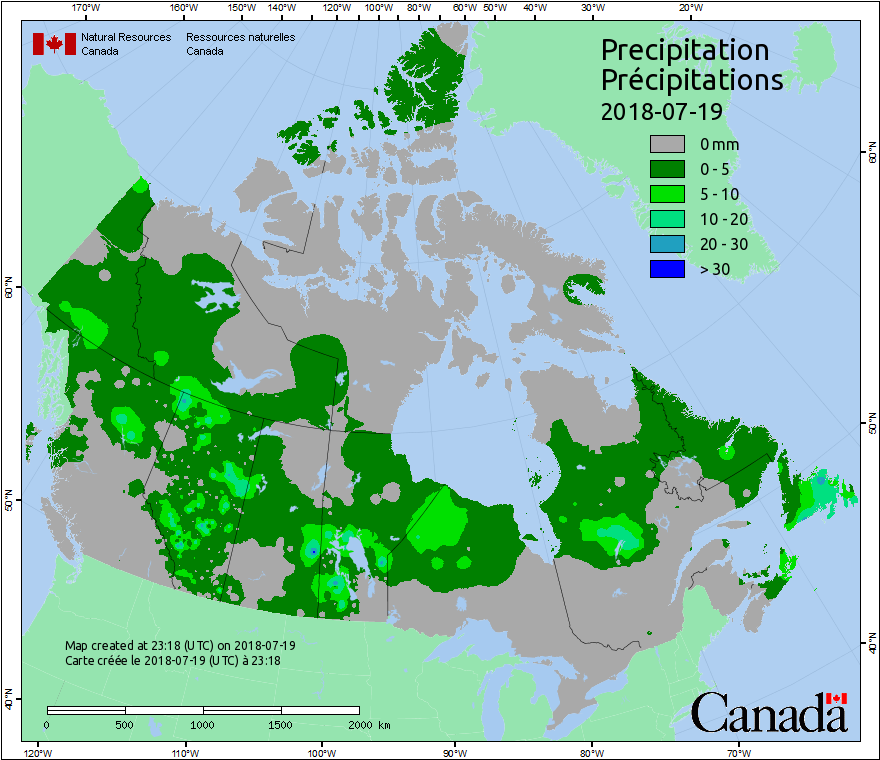 170°W 160°W 150°W 140°W 120°W 100°W 80°W 60°W 50°W 40°W 30°W 20°W
Natural Resources Ressources naturelles
Canada Canada
Precipitation
Précipitations
2018-07-19
0 mm
0 - 5
5 - 10
10 - 20
20 - 30
> 30
60°N
60°N
50°N
50°N
40°N
40°N
Map created at 23:18 (UTC) on 2018-07-19
Carte créée le 2018-07-19 (UTC) à 23:18
0 500 1000 1500 2000 km
Canada
120°W 110°W 100°W 90°W 80°W 70°W